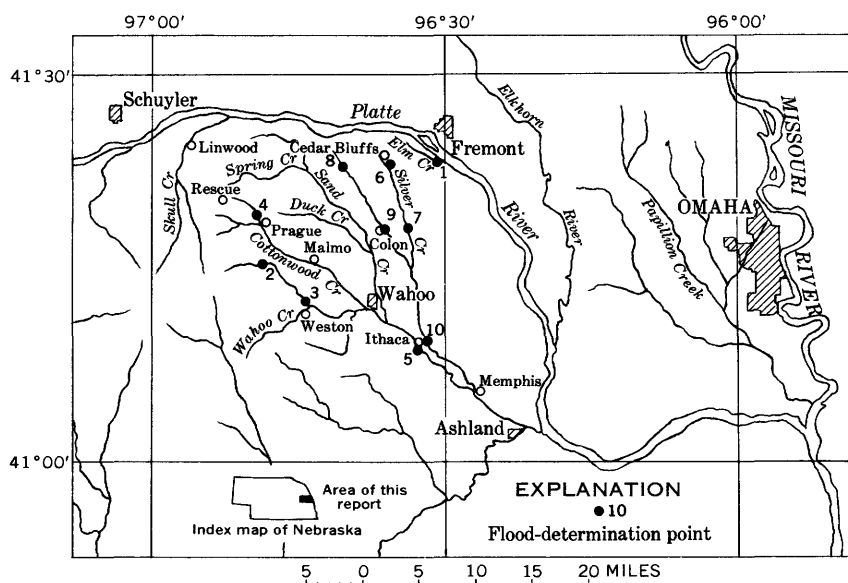 97°00'
96°30'
96°00'
41°30'
Schuyler
Platte
Elkhorn
MISSOURI
Linwood
Cedar Bluffs
Elm Cr
Fremont
1
Spring Cr
8
6
Rescue
Sand
Silver
River
River
OMAHA
Skull Cr
4
Duck Cr
9
7
Prague
Colon
Cr
Papillion Creek
Malmo
Cottonwood Cr
Cr
2
RIVER
3
Wahoo
Wahoo Cr
Weston
Ithaca
10
5
Memphis
Ashland
41°00'
Area of this
report
Index map of Nebraska
EXPLANATION
10
Flood-determination point
5 0 5 10 15 20 MILES